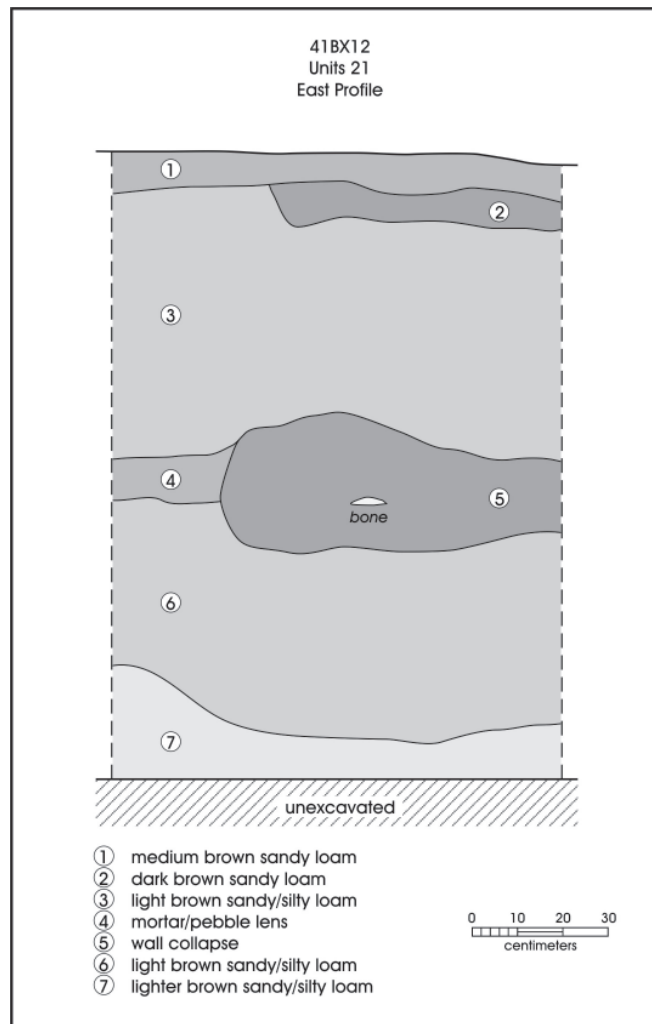 41BX12
Units 21
East Profile
1
2
3
4
bone
5
6
7
unexcavated
1 medium brown sandy loam
2 dark brown sandy loam
3 light brown sandy/silty loam
4 mortar/pebble lens
5 wall collapse
6 light brown sandy/silty loam
7 lighter brown sandy/silty loam
0 10 20 30
centimeters